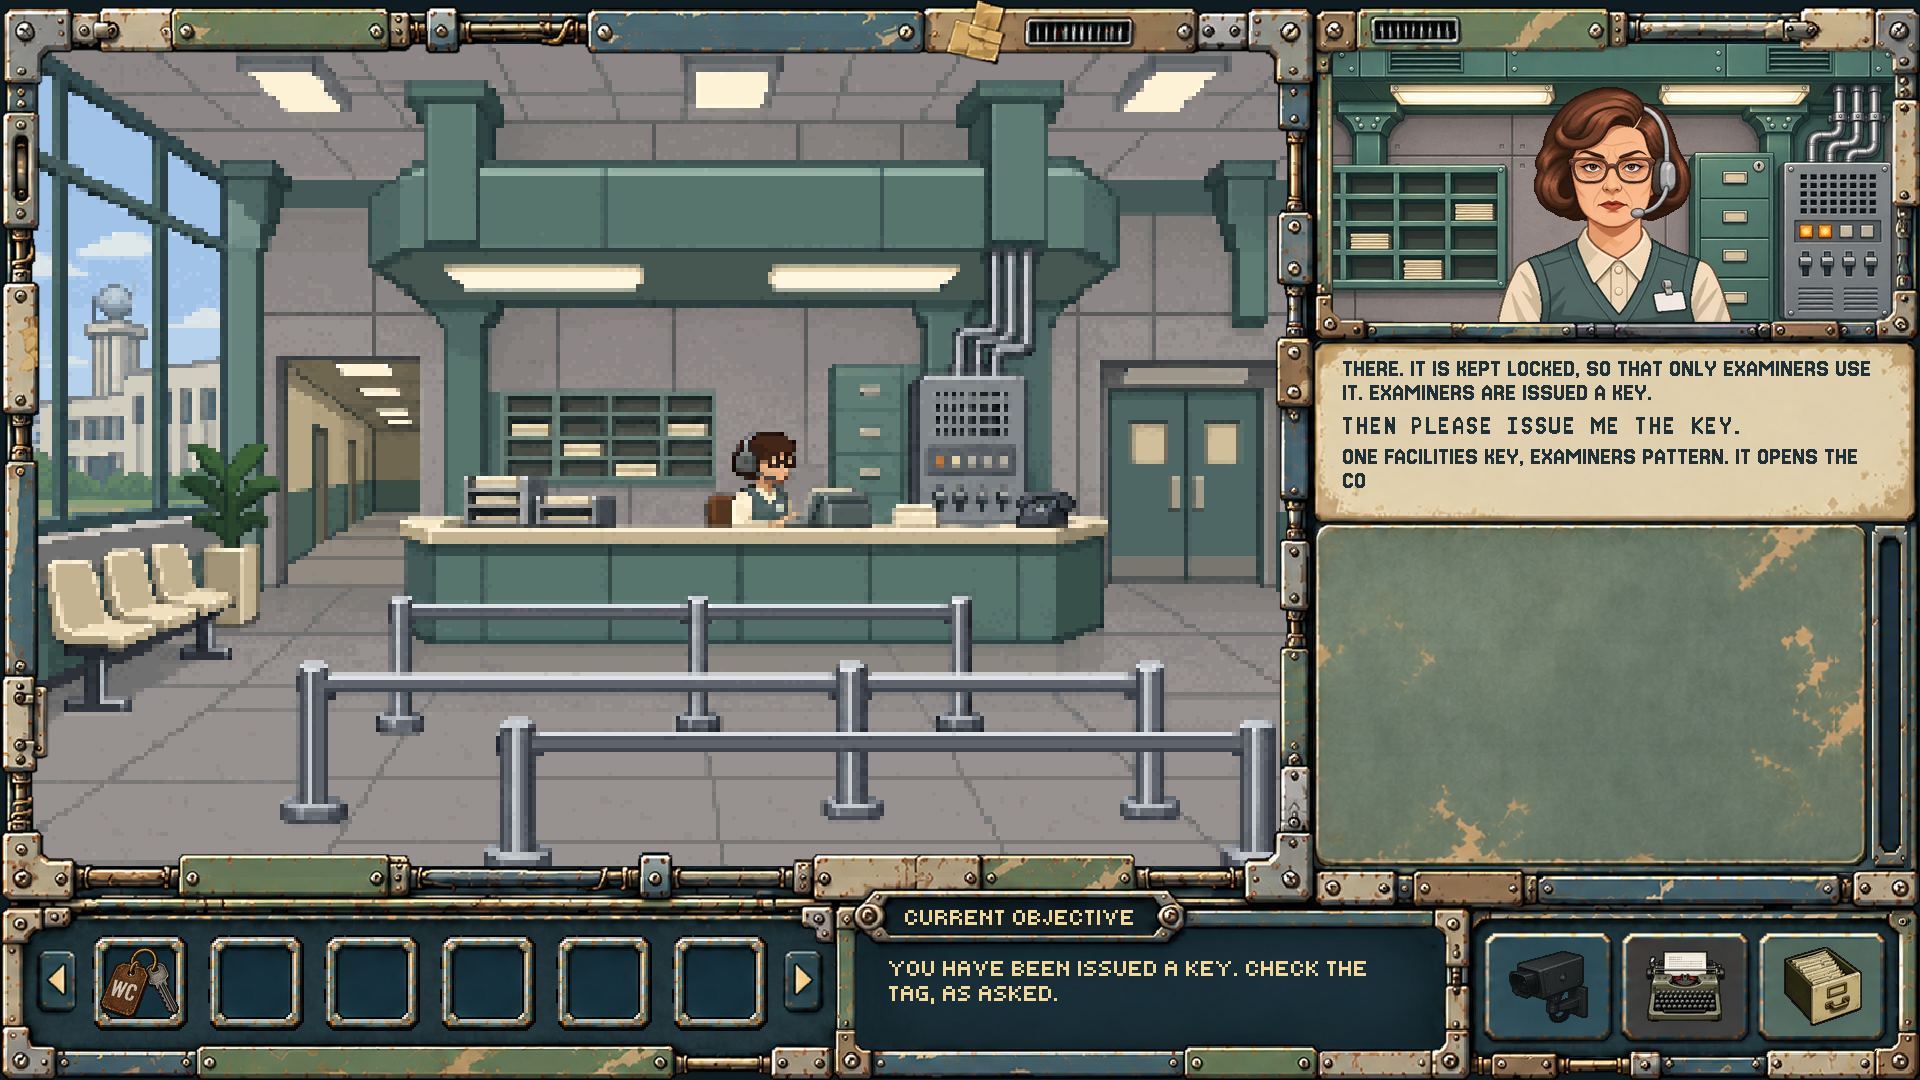 THERE. IT IS KEPT LOCKED, SO THAT ONLY EXAMINERS USE
IT. EXAMINERS ARE ISSUED A KEY.
THEN PLEASE ISSUE ME THE KEY.
ONE FACILITIES KEY, EXAMINERS PATTERN. IT OPENS THE
CO
CURRENT OBJECTIVE
YOU HAVE BEEN ISSUED A KEY. CHECK THE
TAG, AS ASKED.
WC